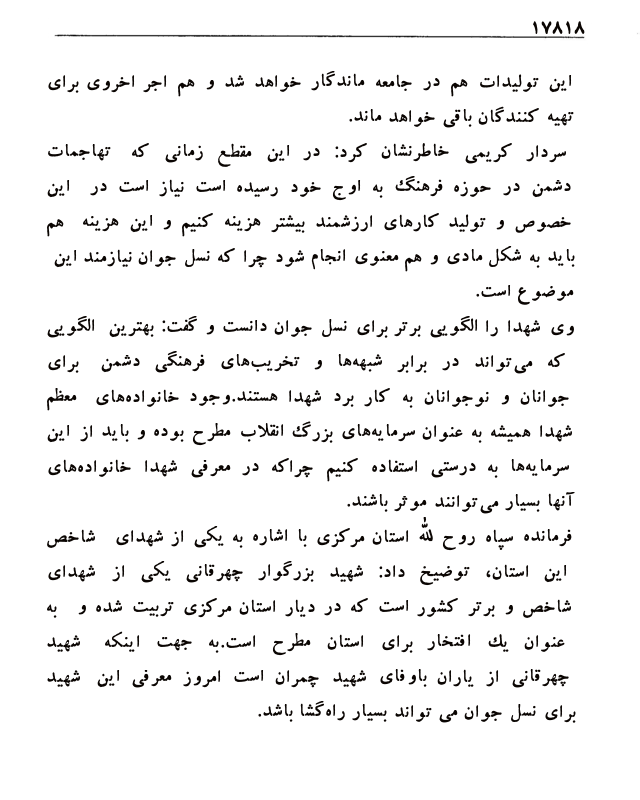 ۱۷۸۱۸
این تولیدات هم در جامعه ماندگار خواهد شد و هم اجر اخروی برای
تهیه کنندگان باقی خواهد ماند.
سردار کریمی خاطرنشان کرد: در این مقطع زمانی که تهاجمات
دشمن در حوزه فرهنگ به اوج خود رسیده است نیاز است در این
خصوص و تولید کارهای ارزشمند بیشتر هزینه کنیم و این هزینه هم
باید به شکل مادی و هم معنوی انجام شود چرا که نسل جوان نیازمند این
موضوع است.
وی شهدا را الگویی برتر برای نسل جوان دانست و گفت: بهترین الگویی
که می‌تواند در برابر شبهه‌ها و تخریب‌های فرهنگی دشمن برای
جوانان و نوجوانان به کار برد شهدا هستند.وجود خانواده‌های معظم
شهدا همیشه به عنوان سرمایه‌های بزرگ انقلاب مطرح بوده و باید از این
سرمایه‌ها به درستی استفاده کنیم چراکه در معرفی شهدا خانواده‌های
آنها بسیار می‌توانند موثر باشند.
فرمانده سپاه روح لله استان مرکزی با اشاره به یکی از شهدای شاخص
این استان، توضیخ داد: شهید بزرگوار چهرقانی یکی از شهدای
شاخص و برتر کشور است که در دیار استان مرکزی تربیت شده و به
عنوان یك افتخار برای استان مطرح است.به جهت اینکه شهید
چهرقانی از یاران باوفای شهید چمران است امروز معرفی این شهید
برای نسل جوان می تواند بسیار راه‌گشا باشد.